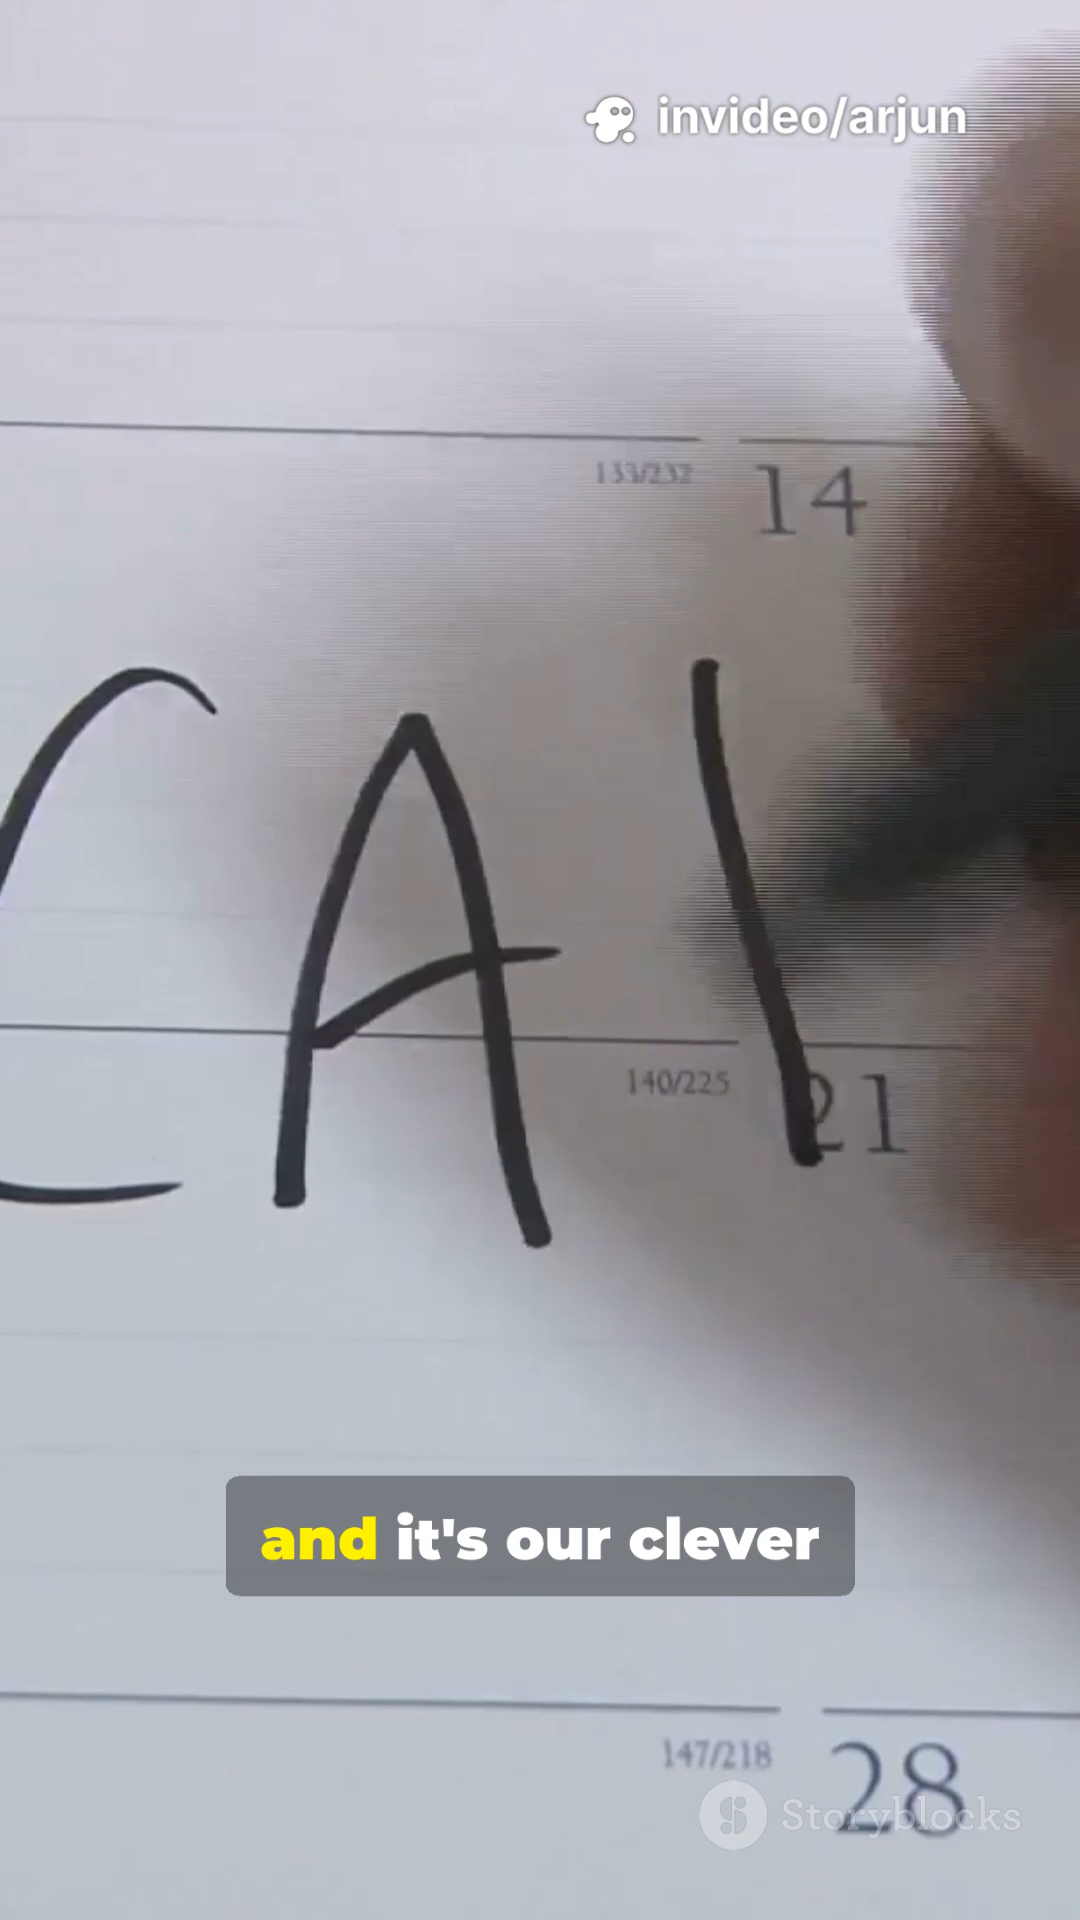 invideo/arjun
133/232 14
CA\
140/225 21
and it's our clever
147/218 28
Storyblocks